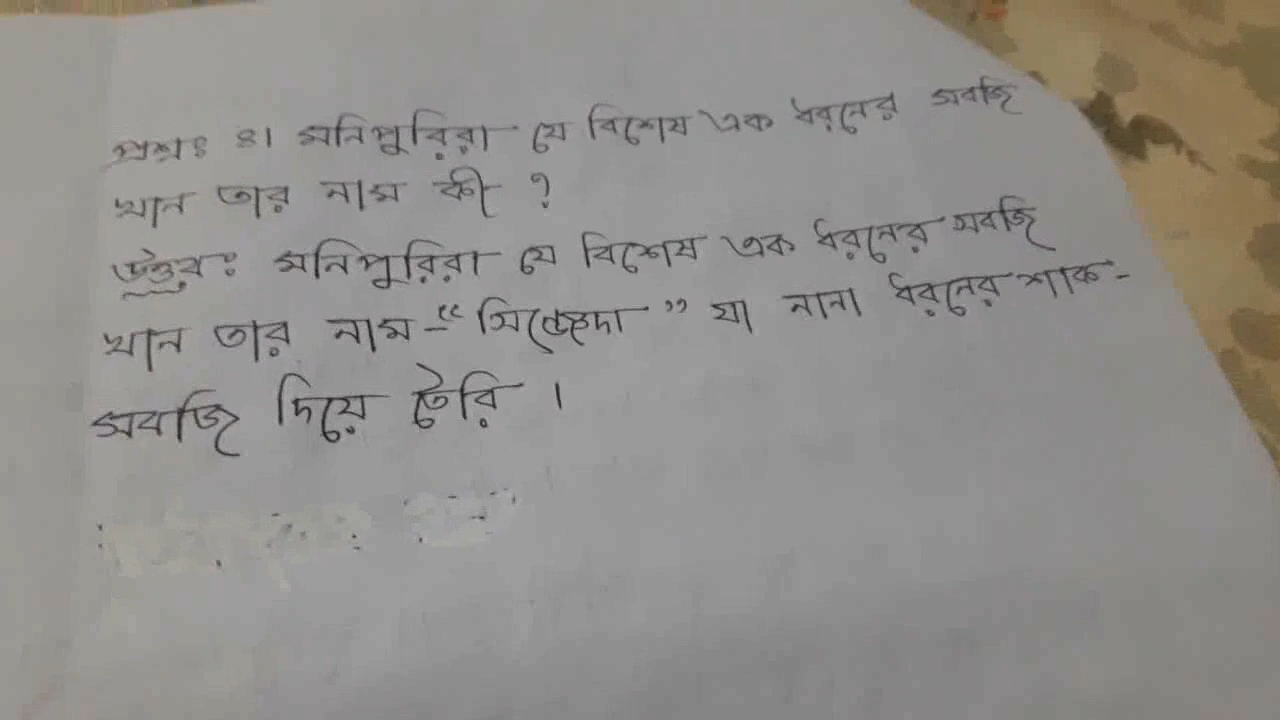 প্রশ্নঃ ৪। মনিপুরিরা যে বিশেষ এক ধরনের সবজি
খান তার নাম কী ?
উত্তর ঃ মনিপুরিরা যে বিশেষ এক ধরনের সবজি
খান তার নাম-“ ” যা নানা ধরনের শাক-
সবজি দিয়ে তৈরি ।